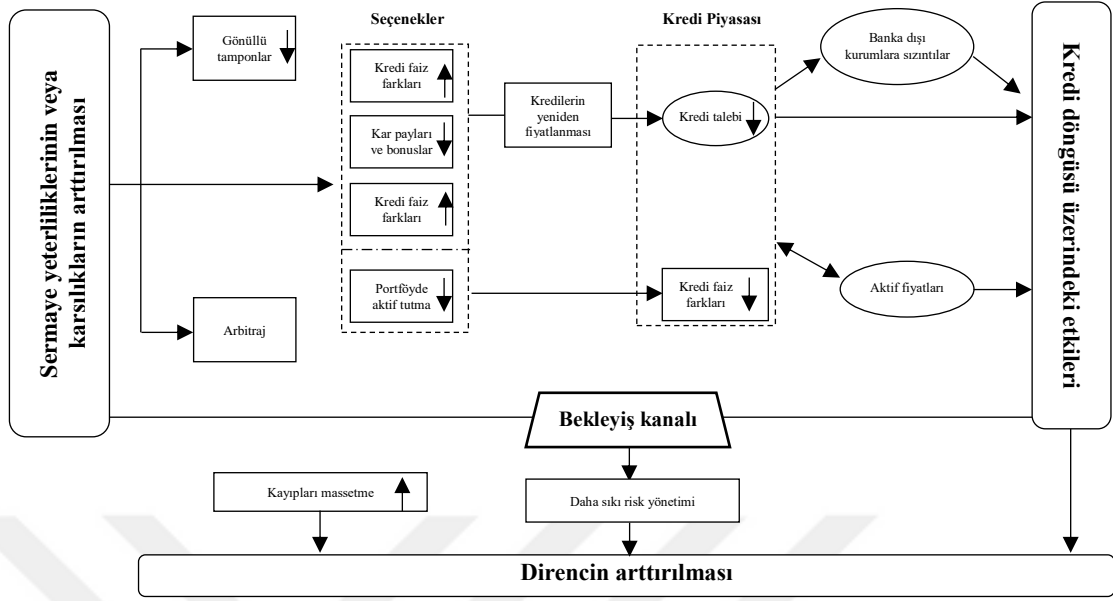 Sermaye yeterliliklerinin veya
karsılıkların arttırılması
Gönüllü
tamponlar
Arbitraj
Seçenekler
Kredi faiz
farkları
Kar payları
ve bonuslar
Kredi faiz
farkları
Portföyde
aktif tutma
Kredilerin
yeniden
fiyatlanması
Kredi Piyasası
Kredi talebi
Kredi faiz
farkları
Banka dışı
kurumlara sızıntılar
Aktif fiyatları
Kredi döngüsü üzerindeki etkileri
Bekleyiş kanalı
Kayıpları massetme
Daha sıkı risk yönetimi
Direncin arttırılması